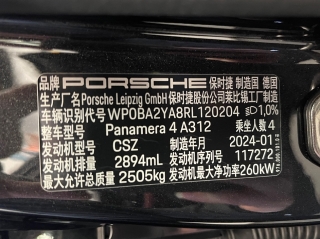 品牌 PORSCHE 保时捷 制造国 德国
生产厂名 Porsche Leipzig GmbH 保时捷股份公司莱比锡工厂制造
车辆识别代号 WP0BA2YA8RL120204 1,0%
整车型号 Panamera 4 A312 乘坐人数 4
发动机型号 CSZ 制造年月 2024-01
发动机排量 2894mL 发动机序列号 117272
最大允许总质量 2505kg 发动机最大净功率 260kW